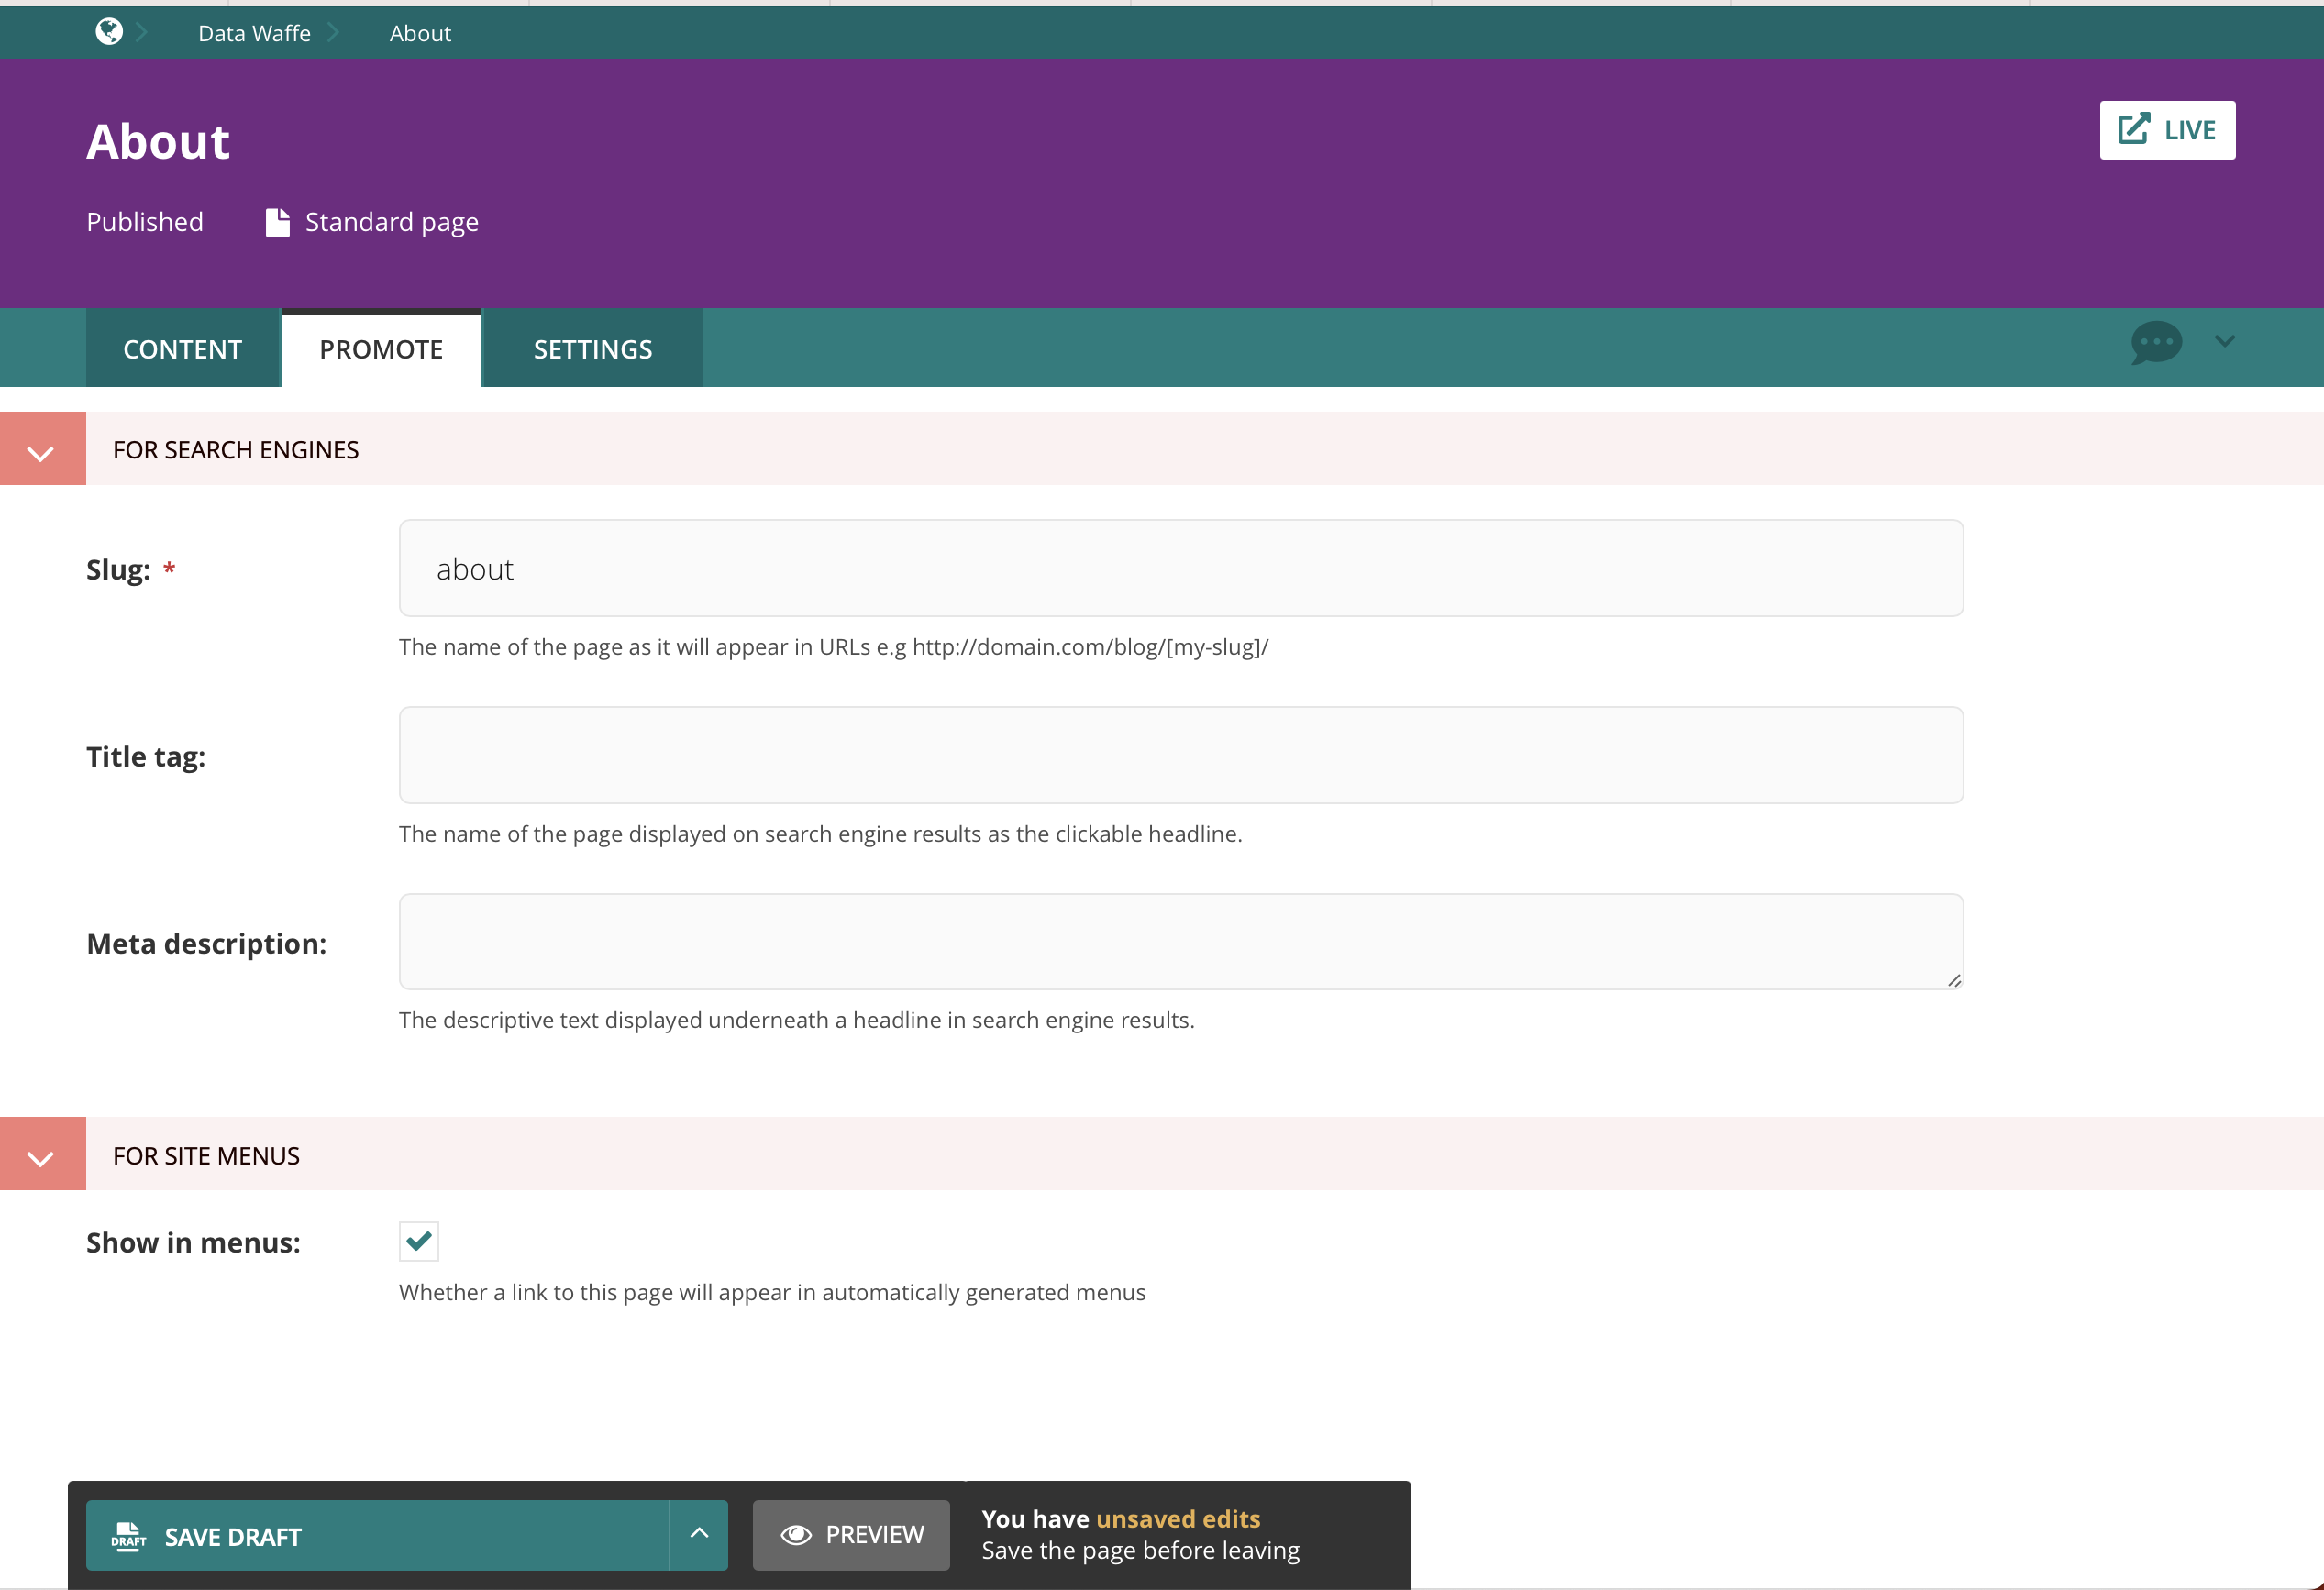 Data Waffe
About
About
LIVE
Published
Standard page
CONTENT
PROMOTE
SETTINGS
FOR SEARCH ENGINES
Slug: *
about
The name of the page as it will appear in URLs e.g http://domain.com/blog/[my-slug]/
Title tag:
The name of the page displayed on search engine results as the clickable headline.
Meta description:
The descriptive text displayed underneath a headline in search engine results.
FOR SITE MENUS
Show in menus:
Whether a link to this page will appear in automatically generated menus
DRAFT
SAVE DRAFT
PREVIEW
You have unsaved edits
Save the page before leaving